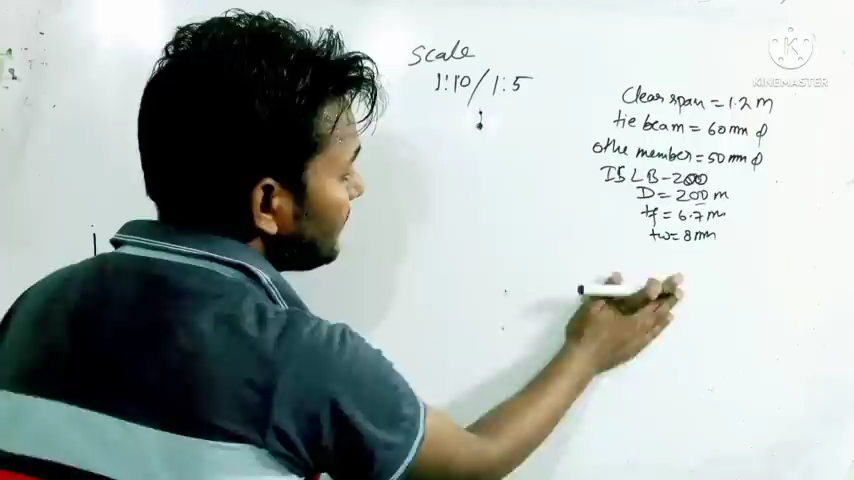 Scale
1:10/1:5
Clear span = 1.2 m
tie beam = 60 mm ϕ
othe member = 50 mm ϕ
ISLB-200
D = 200 m
tf = 6.7 m
tw = 8 mm
K
KINEMASTER